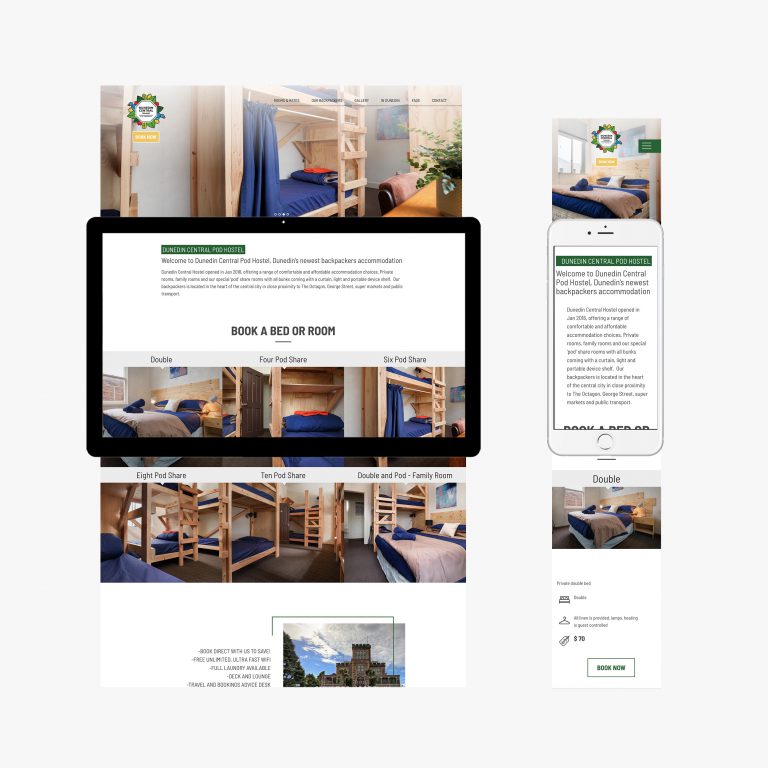 DUNEDIN
CENTRAL
BOOK NOW
ROOMS & RATES
OUR BACKPACKERS
GALLERY
IN DUNEDIN
FAQS
CONTACT
DUNEDIN CENTRAL POD HOSTEL
Welcome to Dunedin Central Pod Hostel, Dunedin's newest backpackers accommodation
Dunedin Central Hostel opened in Jan 2018, offering a range of comfortable and affordable accommodation choices. Private
rooms, family rooms and our special 'pod' share rooms with all bunks coming with a curtain, light and portable device shelf. Our
backpackers is located in the heart of the central city in close proximity to The Octagon, George Street, super markets and public
transport.
BOOK A BED OR ROOM
Double
Four Pod Share
Six Pod Share
Eight Pod Share
Ten Pod Share
Double and Pod - Family Room
-BOOK DIRECT WITH US TO SAVE!
-FREE UNLIMITED, ULTRA FAST WIFI
-FULL LAUNDRY AVAILABLE
-DECK AND LOUNGE
-TRAVEL AND BOOKINGS ADVICE DESK
DUNEDIN
CENTRAL
BOOK NOW
DUNEDIN CENTRAL POD HOSTEL
Welcome to Dunedin Central
Pod Hostel, Dunedin's newest
backpackers accommodation
Dunedin Central Hostel opened in
Jan 2018, offering a range of
comfortable and affordable
accommodation choices. Private
rooms, family rooms and our special
'pod' share rooms with all bunks
coming with a curtain, light and
portable device shelf. Our
backpackers is located in the heart
of the central city in close proximity
to The Octagon, George Street, super
markets and public transport.
BOOK A BED OR
Double
Private double bed
Double
All linen is provided, lamps, heating
is guest controlled
$ 70
BOOK NOW